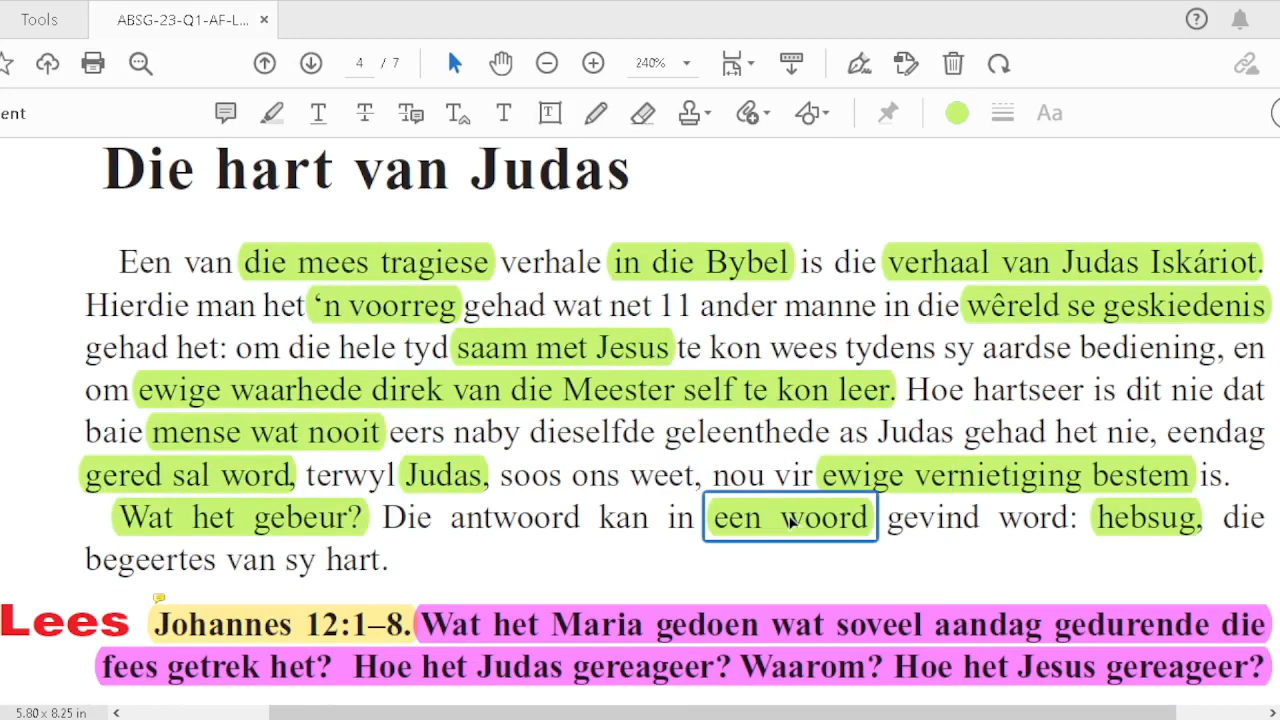 Tools ABSG-23-Q1-AF-L... ×
4 / 7 240%
ent T T T T T T Aa
Die hart van Judas
Een van die mees tragiese verhale in die Bybel is die verhaal van Judas Iskáriot.
Hierdie man het ‘n voorreg gehad wat net 11 ander manne in die wêreld se geskiedenis
gehad het: om die hele tyd saam met Jesus te kon wees tydens sy aardse bediening, en
om ewige waarhede direk van die Meester self te kon leer. Hoe hartseer is dit nie dat
baie mense wat nooit eers naby dieselfde geleenthede as Judas gehad het nie, eendag
gered sal word, terwyl Judas, soos ons weet, nou vir ewige vernietiging bestem is.
Wat het gebeur? Die antwoord kan in een woord gevind word: hebsug, die
begeertes van sy hart.
Lees Johannes 12:1–8. Wat het Maria gedoen wat soveel aandag gedurende die
fees getrek het? Hoe het Judas gereageer? Waarom? Hoe het Jesus gereageer?
5.80 x 8.25 in